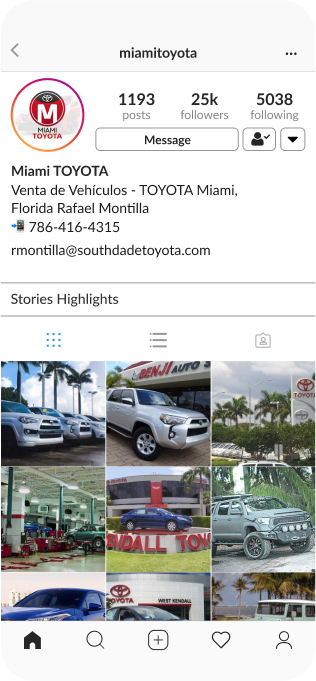 miamitoyota
M
MIAMI
TOYOTA
1193 25k 5038
posts followers following
Message
Miami TOYOTA
Venta de Vehículos - TOYOTA Miami,
Florida Rafael Montilla
786-416-4315
rmontilla@southdadetoyota.com
Stories Highlights
BENJI AUTO S
TOYOTA
KENDALL TOYO
TOYOTA WEST KENDALL